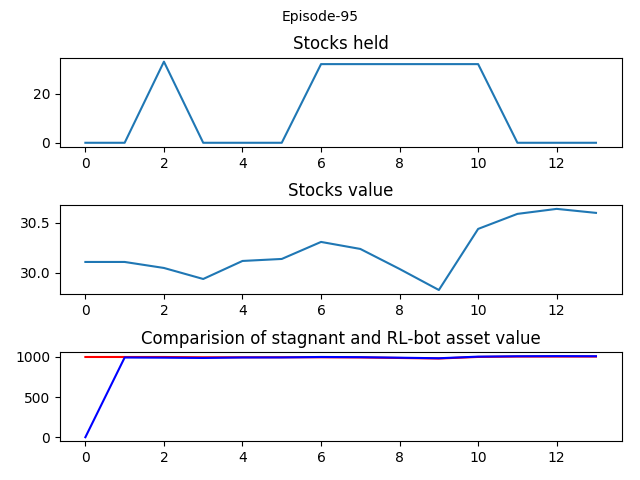 Episode-95
Stocks held
20
0
0 2 4 6 8 10 12
Stocks value
30.5
30.0
0 2 4 6 8 10 12
Comparision of stagnant and RL-bot asset value
1000
500
0
0 2 4 6 8 10 12